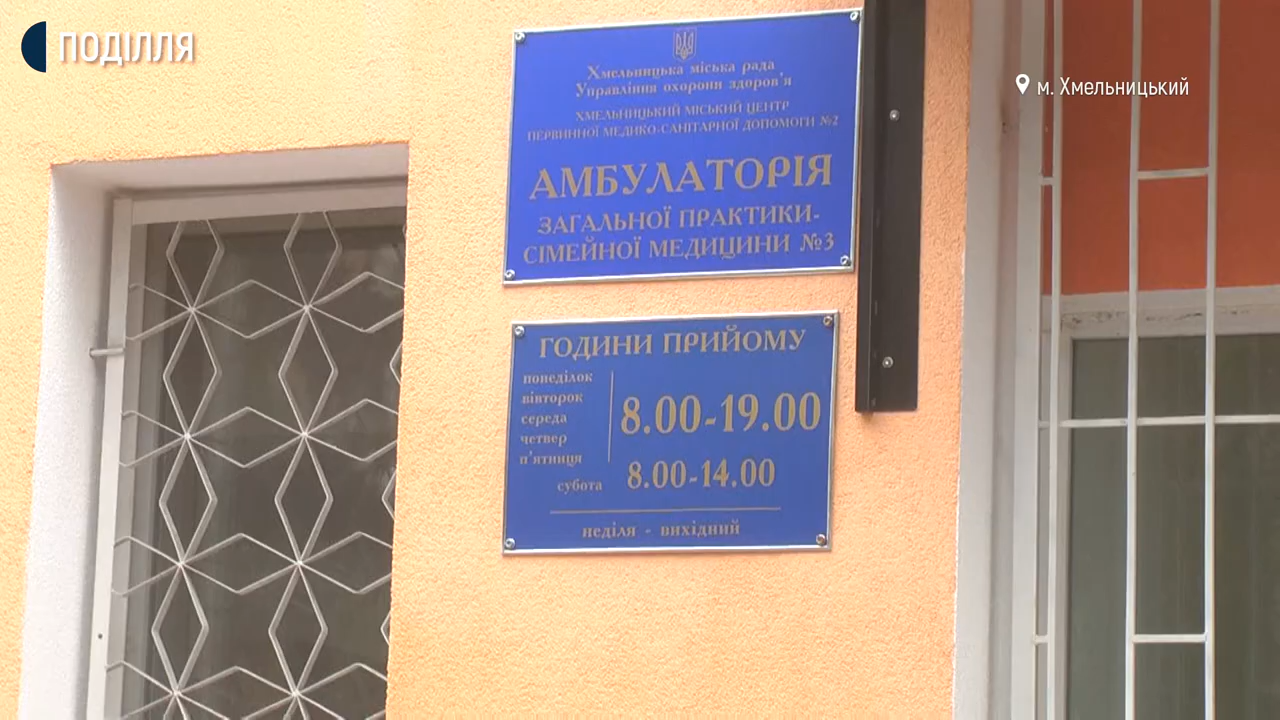 ПОДІЛЛЯ
м. Хмельницький
Хмельницька міська рада
Управління охорони здоров'я
ХМЕЛЬНИЦЬКИЙ МІСЬКИЙ ЦЕНТР
ПЕРВИННОЇ МЕДИКО-САНІТАРНОЇ ДОПОМОГИ №2
АМБУЛАТОРІЯ
ЗАГАЛЬНОЇ ПРАКТИКИ-
СІМЕЙНОЇ МЕДИЦИНИ №3
ГОДИНИ ПРИЙОМУ
понеділок
вівторок
середа
четвер
п'ятниця
8.00-19.00
субота 8.00-14.00
неділя - вихідний